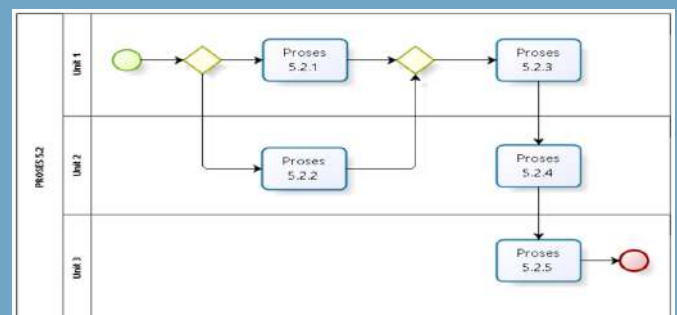 PROSES 5.2
Unit 1
Unit 2
Unit 3
Proses
5.2.1
Proses
5.2.3
Proses
5.2.2
Proses
5.2.4
Proses
5.2.5